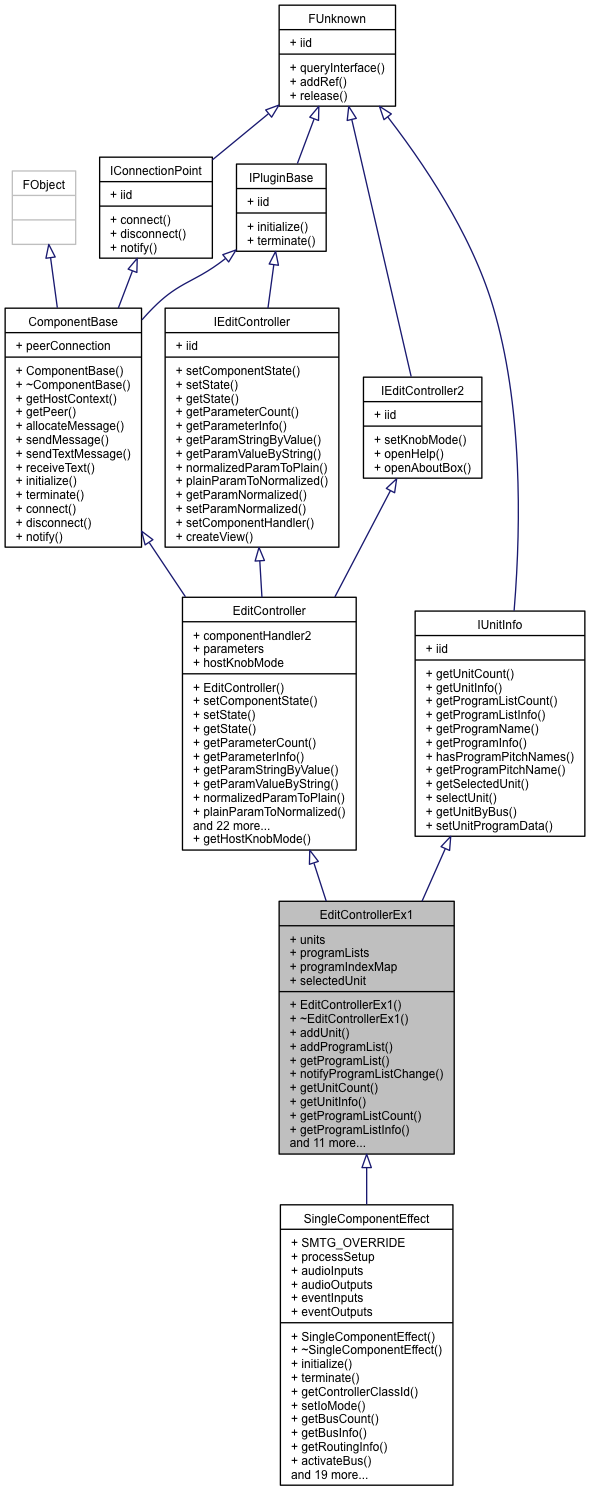 FUnknown
+ iid
+ queryInterface()
+ addRef()
+ release()
FObject
IConnectionPoint
+ iid
+ connect()
+ disconnect()
+ notify()
IPluginBase
+ iid
+ initialize()
+ terminate()
ComponentBase
+ peerConnection
+ ComponentBase()
+ ~ComponentBase()
+ getHostContext()
+ getPeer()
+ allocateMessage()
+ sendMessage()
+ sendTextMessage()
+ receiveText()
+ initialize()
+ terminate()
+ connect()
+ disconnect()
+ notify()
IEditController
+ iid
+ setComponentState()
+ setState()
+ getState()
+ getParameterCount()
+ getParameterInfo()
+ getParamStringByValue()
+ getParamValueByString()
+ normalizedParamToPlain()
+ plainParamToNormalized()
+ getParamNormalized()
+ setParamNormalized()
+ setComponentHandler()
+ createView()
IEditController2
+ iid
+ setKnobMode()
+ openHelp()
+ openAboutBox()
EditController
+ componentHandler2
+ parameters
+ hostKnobMode
+ EditController()
+ setComponentState()
+ setState()
+ getState()
+ getParameterCount()
+ getParameterInfo()
+ getParamStringByValue()
+ getParamValueByString()
+ normalizedParamToPlain()
+ plainParamToNormalized()
and 22 more...
+ getHostKnobMode()
IUnitInfo
+ iid
+ getUnitCount()
+ getUnitInfo()
+ getProgramListCount()
+ getProgramListInfo()
+ getProgramName()
+ getProgramInfo()
+ hasProgramPitchNames()
+ getProgramPitchName()
+ getSelectedUnit()
+ selectUnit()
+ getUnitByBus()
+ setUnitProgramData()
EditControllerEx1
+ units
+ programLists
+ programIndexMap
+ selectedUnit
+ EditControllerEx1()
+ ~EditControllerEx1()
+ addUnit()
+ addProgramList()
+ getProgramList()
+ notifyProgramListChange()
+ getUnitCount()
+ getUnitInfo()
+ getProgramListCount()
+ getProgramListInfo()
and 11 more...
SingleComponentEffect
+ SMTG_OVERRIDE
+ processSetup
+ audioInputs
+ audioOutputs
+ eventInputs
+ eventOutputs
+ SingleComponentEffect()
+ ~SingleComponentEffect()
+ initialize()
+ terminate()
+ getControllerClassId()
+ setIoMode()
+ getBusCount()
+ getBusInfo()
+ getRoutingInfo()
+ activateBus()
and 19 more...